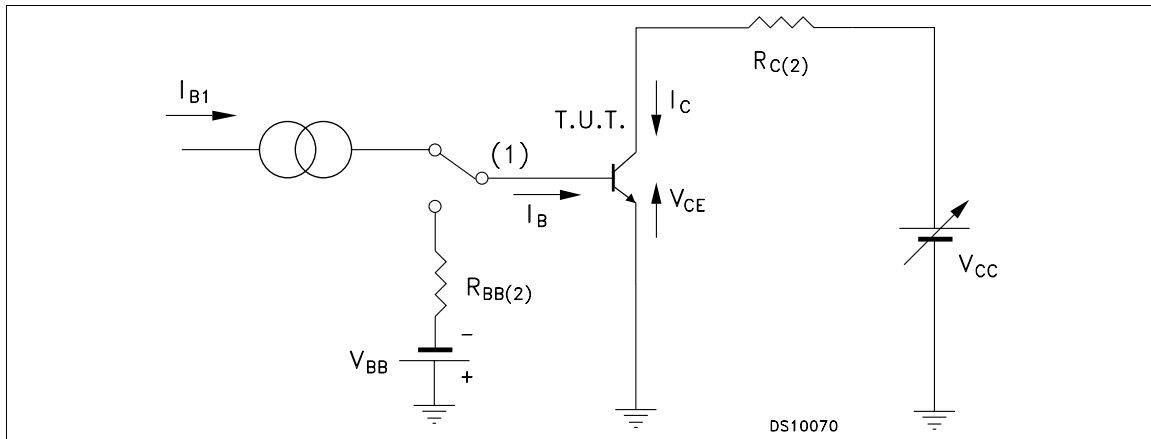 I_B1
R_C(2)
I_C
T.U.T.
(1)
I_B
V_CE
R_BB(2)
V_CC
V_BB
-
+
DS10070